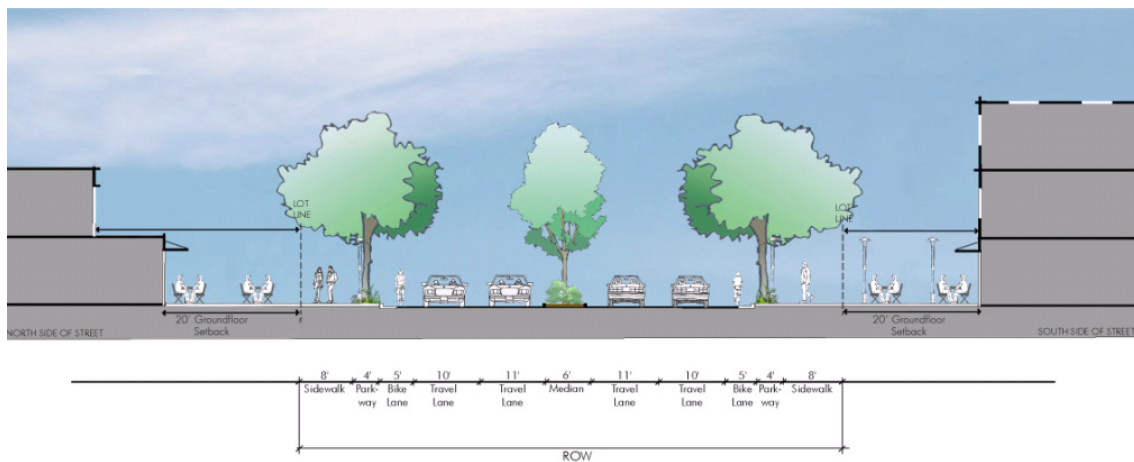 LOT
LINE
LOT
LINE
20' Groundfloor
Setback
20' Groundfloor
Setback
NORTH SIDE OF STREET
SOUTH SIDE OF STREET
8' 4' 5' 10' 11' 6' 11' 10' 5' 4' 8'
Sidewalk Park- Bike Travel Travel Median Travel Travel Bike Park- Sidewalk
way Lane Lane Lane Lane Lane Lane way
ROW